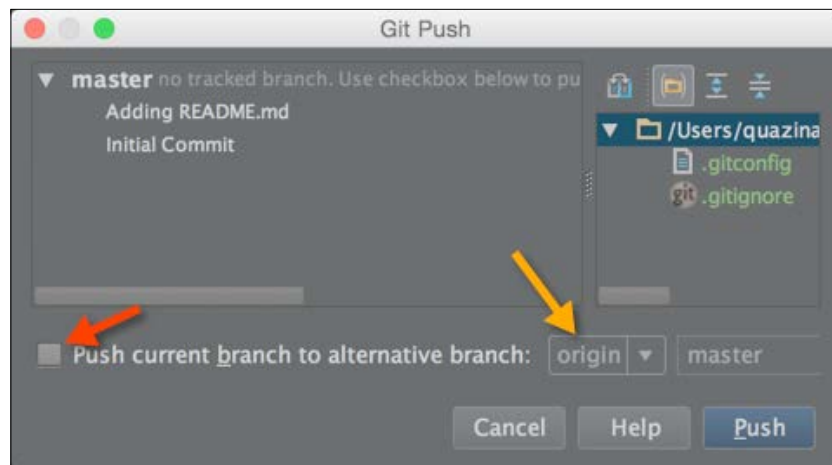 Git Push
master no tracked branch. Use checkbox below to pu
Adding README.md
Initial Commit
/Users/quazina
.gitconfig
git .gitignore
Push current branch to alternative branch: origin master
Cancel Help Push